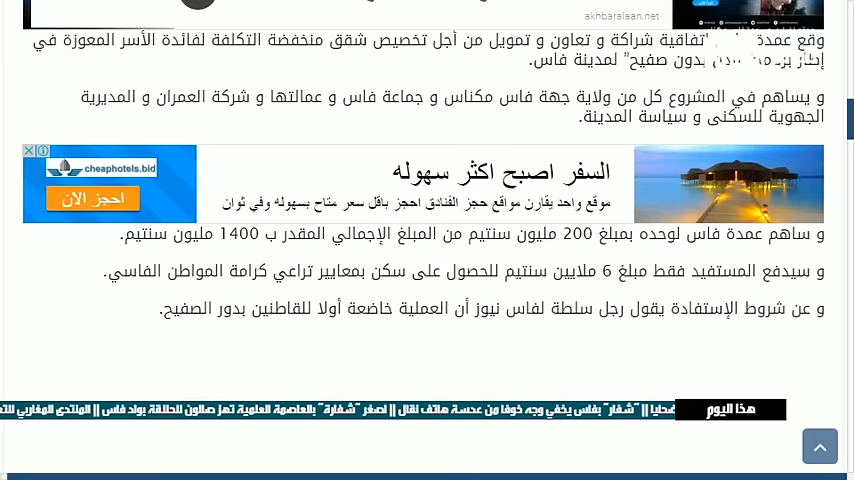 akhbaralaan.net
وقع عمدة تفاقية شراكة و تعاون و تمويل من أجل تخصيص شقق منخفضة التكلفة لفائدة الأسر المعوزة في
إطار بدون صفيح” لمدينة فاس.
و يساهم في المشروع كل من ولاية جهة فاس مكناس و جماعة فاس و عمالتها و شركة العمران و المديرية
الجهوية للسكنى و سياسة المدينة.
السفر اصبح اكثر سهوله
cheaphotels.bid
موقع واحد يقارن مواقع حجز الفنادق احجز باقل سعر متاح بسهوله وفي ثوان
احجز الآن
و ساهم عمدة فاس لوحده بمبلغ 200 مليون سنتيم من المبلغ الإجمالي المقدر ب 1400 مليون سنتيم.
و سيدفع المستفيد فقط مبلغ 6 ملايين سنتيم للحصول على سكن بمعايير تراعي كرامة المواطن الفاسي.
و عن شروط الإستفادة يقول رجل سلطة لفاس نيوز أن العملية خاضعة أولا للقاطنين بدور الصفيح.
هذا اليوم
ضحايا || “شفار” بفاس يخفي وجه خوفا من عدسة هاتف نقال || اصغر “شفارة” بالعاصمة العلمية تهز صالون للحلاقة بواد فاس || المنتدى المغاربي